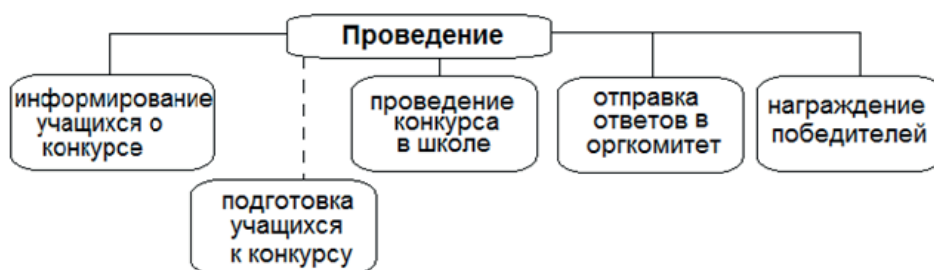 Проведение
информирование
учащихся о
конкурсе
подготовка
учащихся
к конкурсу
проведение
конкурса
в школе
отправка
ответов в
оргкомитет
награждение
победителей